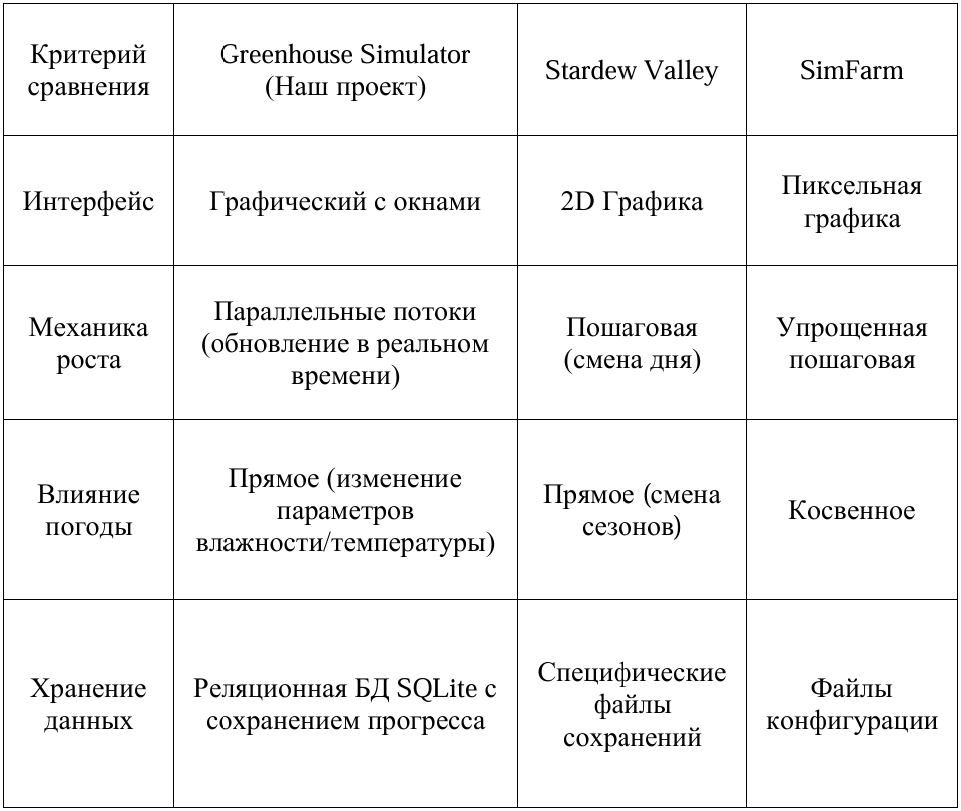 Критерий
сравнения
Greenhouse Simulator
(Наш проект)
Stardew Valley
SimFarm
Интерфейс
Графический с окнами
2D Графика
Пиксельная
графика
Механика
роста
Параллельные потоки
(обновление в реальном
времени)
Пошаговая
(смена дня)
Упрощенная
пошаговая
Влияние
погоды
Прямое (изменение
параметров
влажности/температуры)
Прямое (смена
сезонов)
Косвенное
Хранение
данных
Реляционная БД SQLite с
сохранением прогресса
Специфические
файлы
сохранений
Файлы
конфигурации